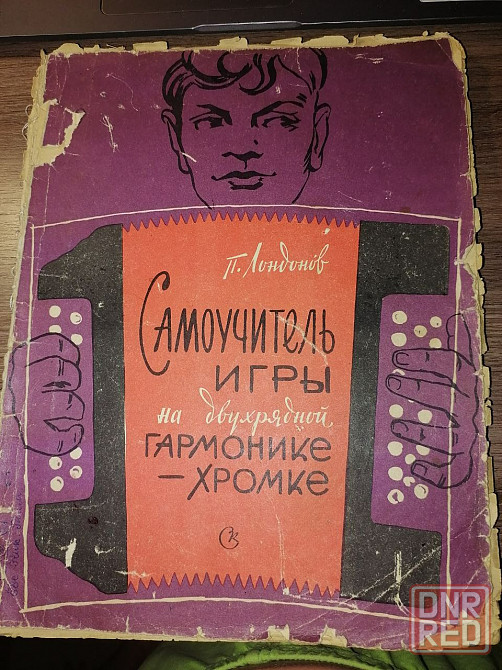 П. Лондонов
САМОУЧИТЕЛЬ
ИГРЫ
на двухрядной
ГАРМОНИКЕ
–ХРОМКЕ
СК
DNR
RED